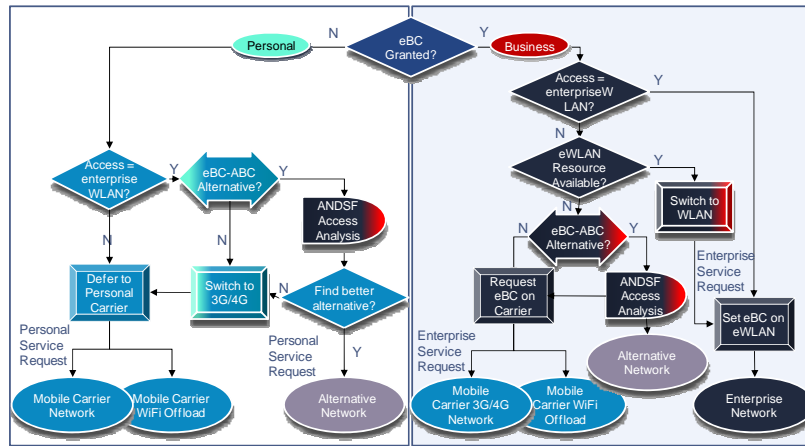 N
eBC
Granted?
Y
Personal
Business
Access =
enterpriseW
LAN?
Y
N
N
Access =
enterprise
WLAN?
Y
eBC-ABC
Alternative?
Y
ANDSF
Access
Analysis
N
N
Defer to
Personal
Carrier
Switch to
3G/4G
N
Find better
alternative?
Personal
Service
Request
Personal
Service
Request
Y
Mobile Carrier
Network
Mobile Carrier
WiFi Offload
Alternative
Network
eWLAN
Resource
Available?
Y
Switch to
WLAN
N
N
eBC-ABC
Alternative?
Y
Enterprise
Service
Request
Request
eBC on
Carrier
ANDSF
Access
Analysis
Set eBC on
eWLAN
Enterprise
Service
Request
Alternative
Network
Mobile
Carrier 3G/4G
Network
Mobile
Carrier WiFi
Offload
Enterprise
Network